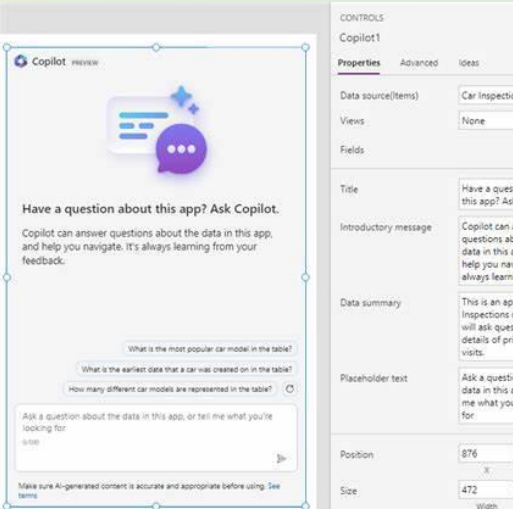 Copilot PREVIEW
Have a question about this app? Ask Copilot.
Copilot can answer questions about the data in this app,
and help you navigate. It's always learning from your
feedback.
What is the most popular car model in the table?
What is the earliest date that a car was created on in the table?
How many different car models are represented in the table?
Ask a question about the data in this app, or tell me what you're
looking for
0/500
Make sure AI-generated content is accurate and appropriate before using. See
terms
CONTROLS
Copilot1
Properties Advanced Ideas
Data source(Items) Car Inspectio
Views None
Fields
Title Have a ques
this app? As
Introductory message Copilot can a
questions ab
data in this a
help you nav
always learn
Data summary This is an ap
Inspections
will ask ques
details of pr
visits.
Placeholder text Ask a questi
data in this a
me what you
for
Position 876
X
Size 472
Width